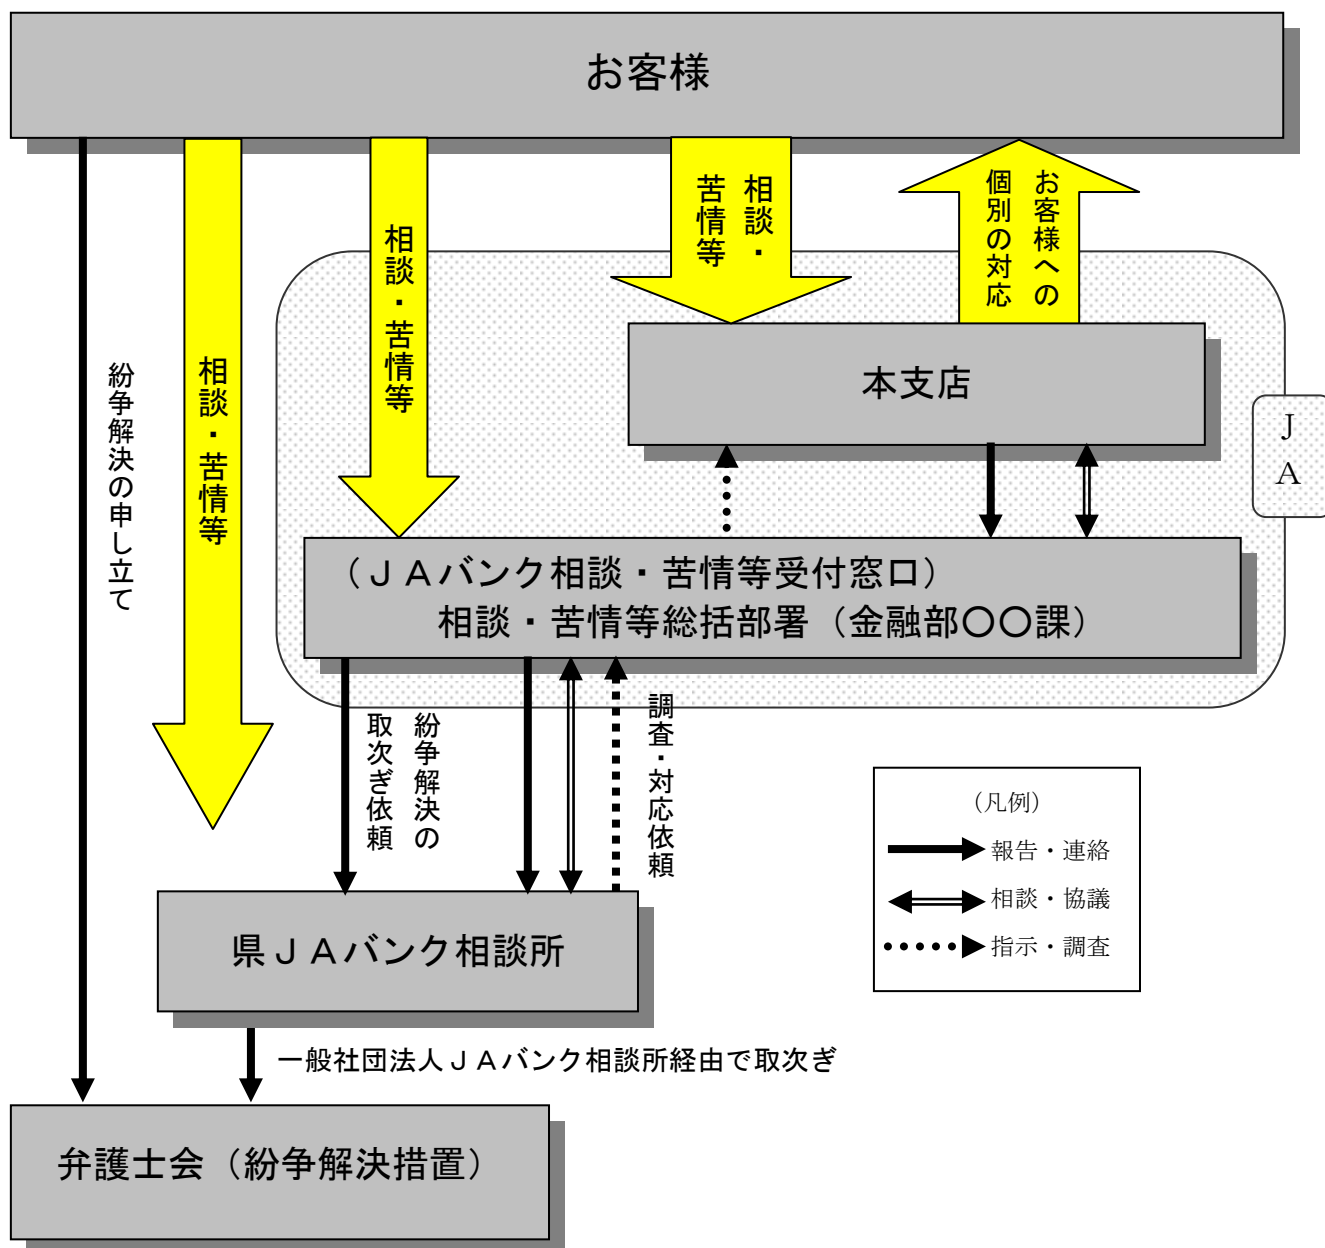 お客様
相談・
苦情等
お客様への
個別の対応
相談・苦情等
相談・苦情等
紛争解決の申し立て
本支店
ＪＡ
（ＪＡバンク相談・苦情等受付窓口）
相談・苦情等総括部署（金融部〇〇課）
紛争解決の
取次ぎ依頼
調査・対応依頼
（凡例）
報告・連絡
相談・協議
指示・調査
県ＪＡバンク相談所
一般社団法人ＪＡバンク相談所経由で取次ぎ
弁護士会（紛争解決措置）